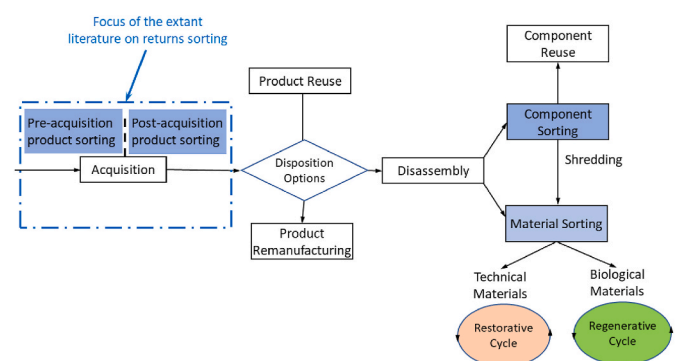 Focus of the extant
literature on returns sorting
Pre-acquisition
product sorting
Post-acquisition
product sorting
Acquisition
Product Reuse
Disposition
Options
Product
Remanufacturing
Disassembly
Component
Reuse
Component
Sorting
Shredding
Material Sorting
Technical
Materials
Biological
Materials
Restorative
Cycle
Regenerative
Cycle